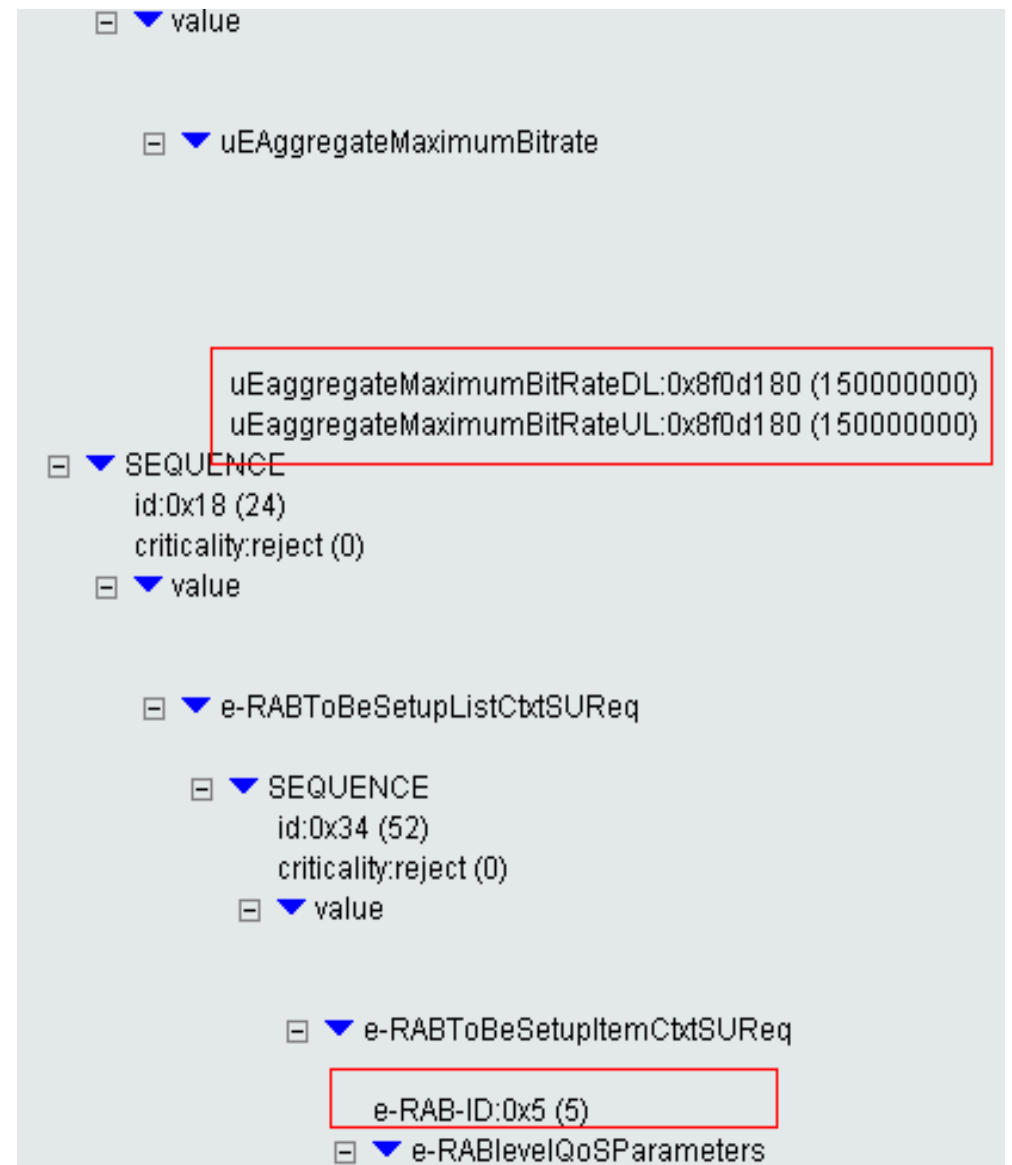 value
uEAggregateMaximumBitrate
uEaggregateMaximumBitRateDL:0x8f0d180 (150000000)
uEaggregateMaximumBitRateUL:0x8f0d180 (150000000)
SEQUENCE
id:0x18 (24)
criticality:reject (0)
value
e-RABToBeSetupListCtxtSUReq
SEQUENCE
id:0x34 (52)
criticality:reject (0)
value
e-RABToBeSetupItemCtxtSUReq
e-RAB-ID:0x5 (5)
e-RABlevelQoSParameters